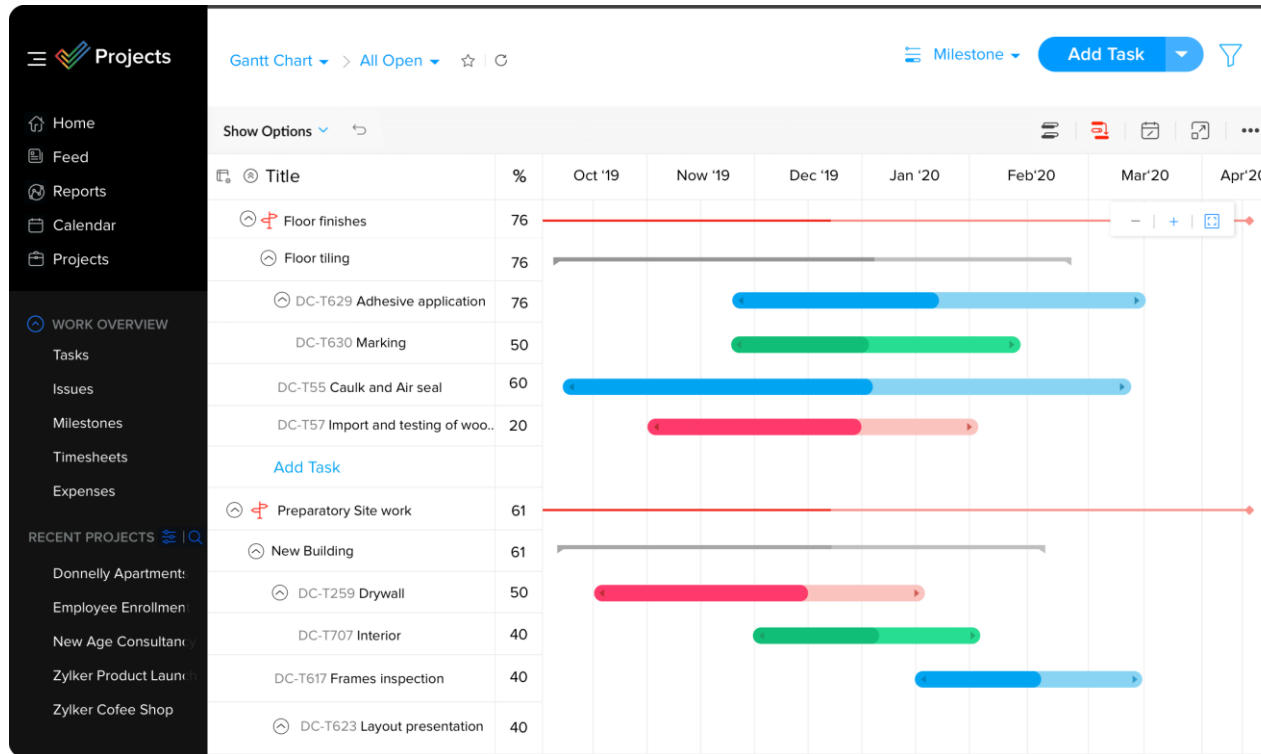 Projects
Home
Feed
Reports
Calendar
Projects
WORK OVERVIEW
Tasks
Issues
Milestones
Timesheets
Expenses
RECENT PROJECTS
Donnelly Apartments
Employee Enrollmen
New Age Consultancy
Zylker Product Launch
Zylker Cofee Shop
Gantt Chart > All Open
Milestone
Add Task
Show Options
Title % Oct '19 Now '19 Dec '19 Jan '20 Feb'20 Mar'20 Apr'20
Floor finishes 76
Floor tiling 76
DC-T629 Adhesive application 76
DC-T630 Marking 50
DC-T55 Caulk and Air seal 60
DC-T57 Import and testing of woo.. 20
Add Task
Preparatory Site work 61
New Building 61
DC-T259 Drywall 50
DC-T707 Interior 40
DC-T617 Frames inspection 40
DC-T623 Layout presentation 40